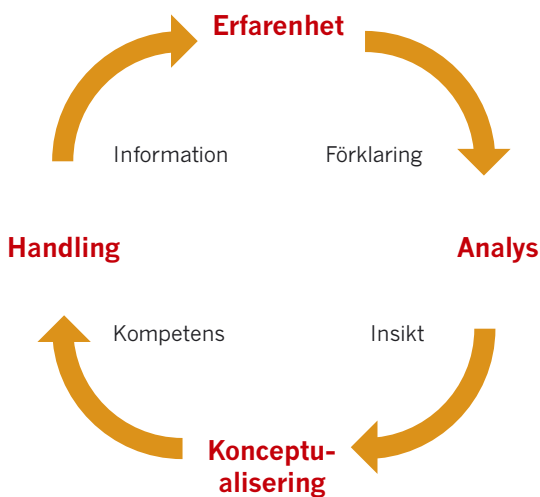 Erfarenhet
Information
Förklaring
Handling
Analys
Kompetens
Insikt
Konceptu-
alisering